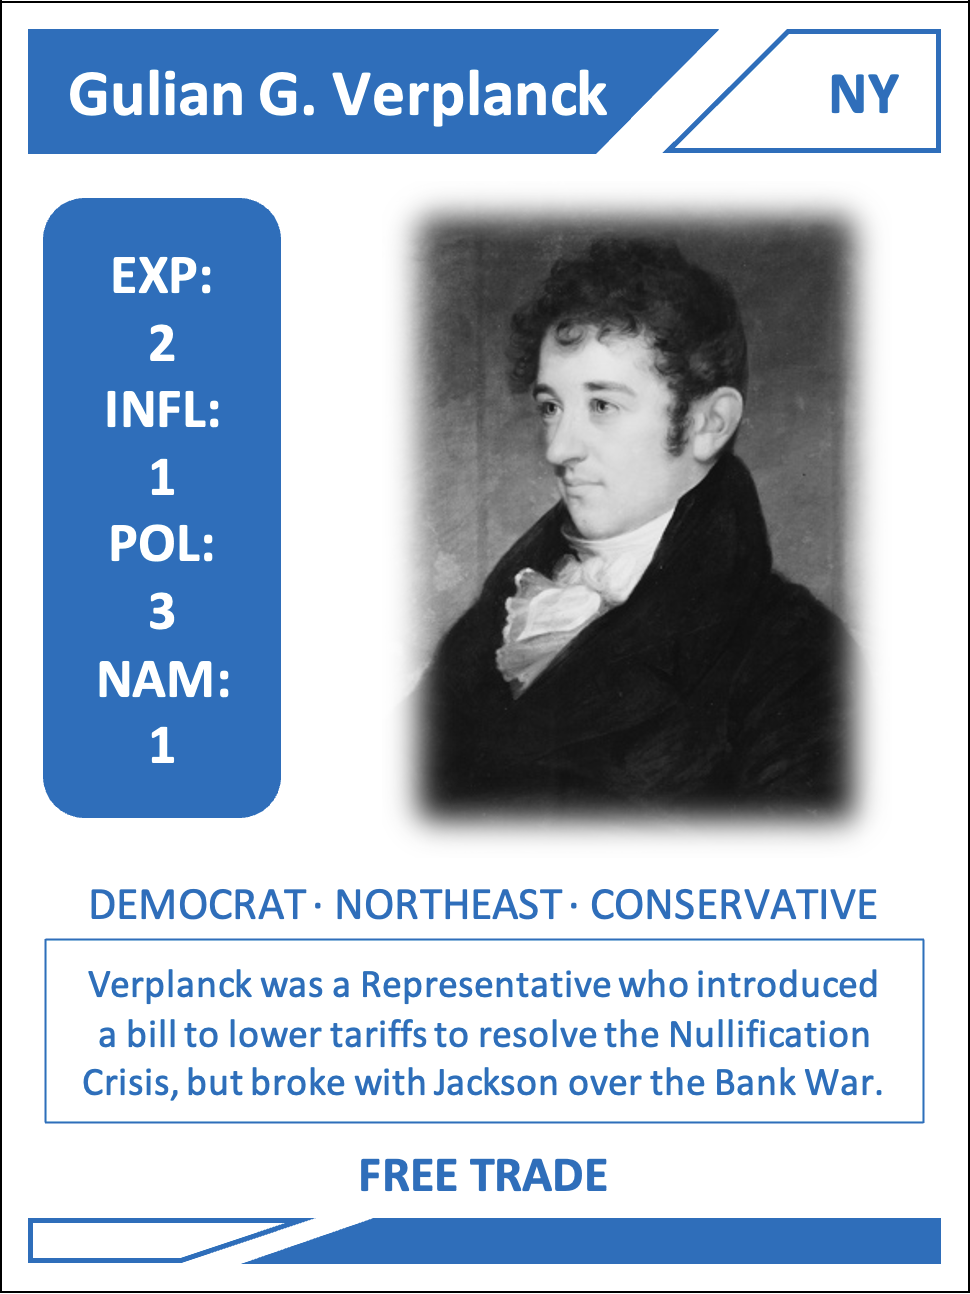 Gulian G. Verplanck
NY
EXP:
2
INFL:
1
POL:
3
NAM:
1
DEMOCRAT · NORTHEAST · CONSERVATIVE
Verplanck was a Representative who introduced
a bill to lower tariffs to resolve the Nullification
Crisis, but broke with Jackson over the Bank War.
FREE TRADE